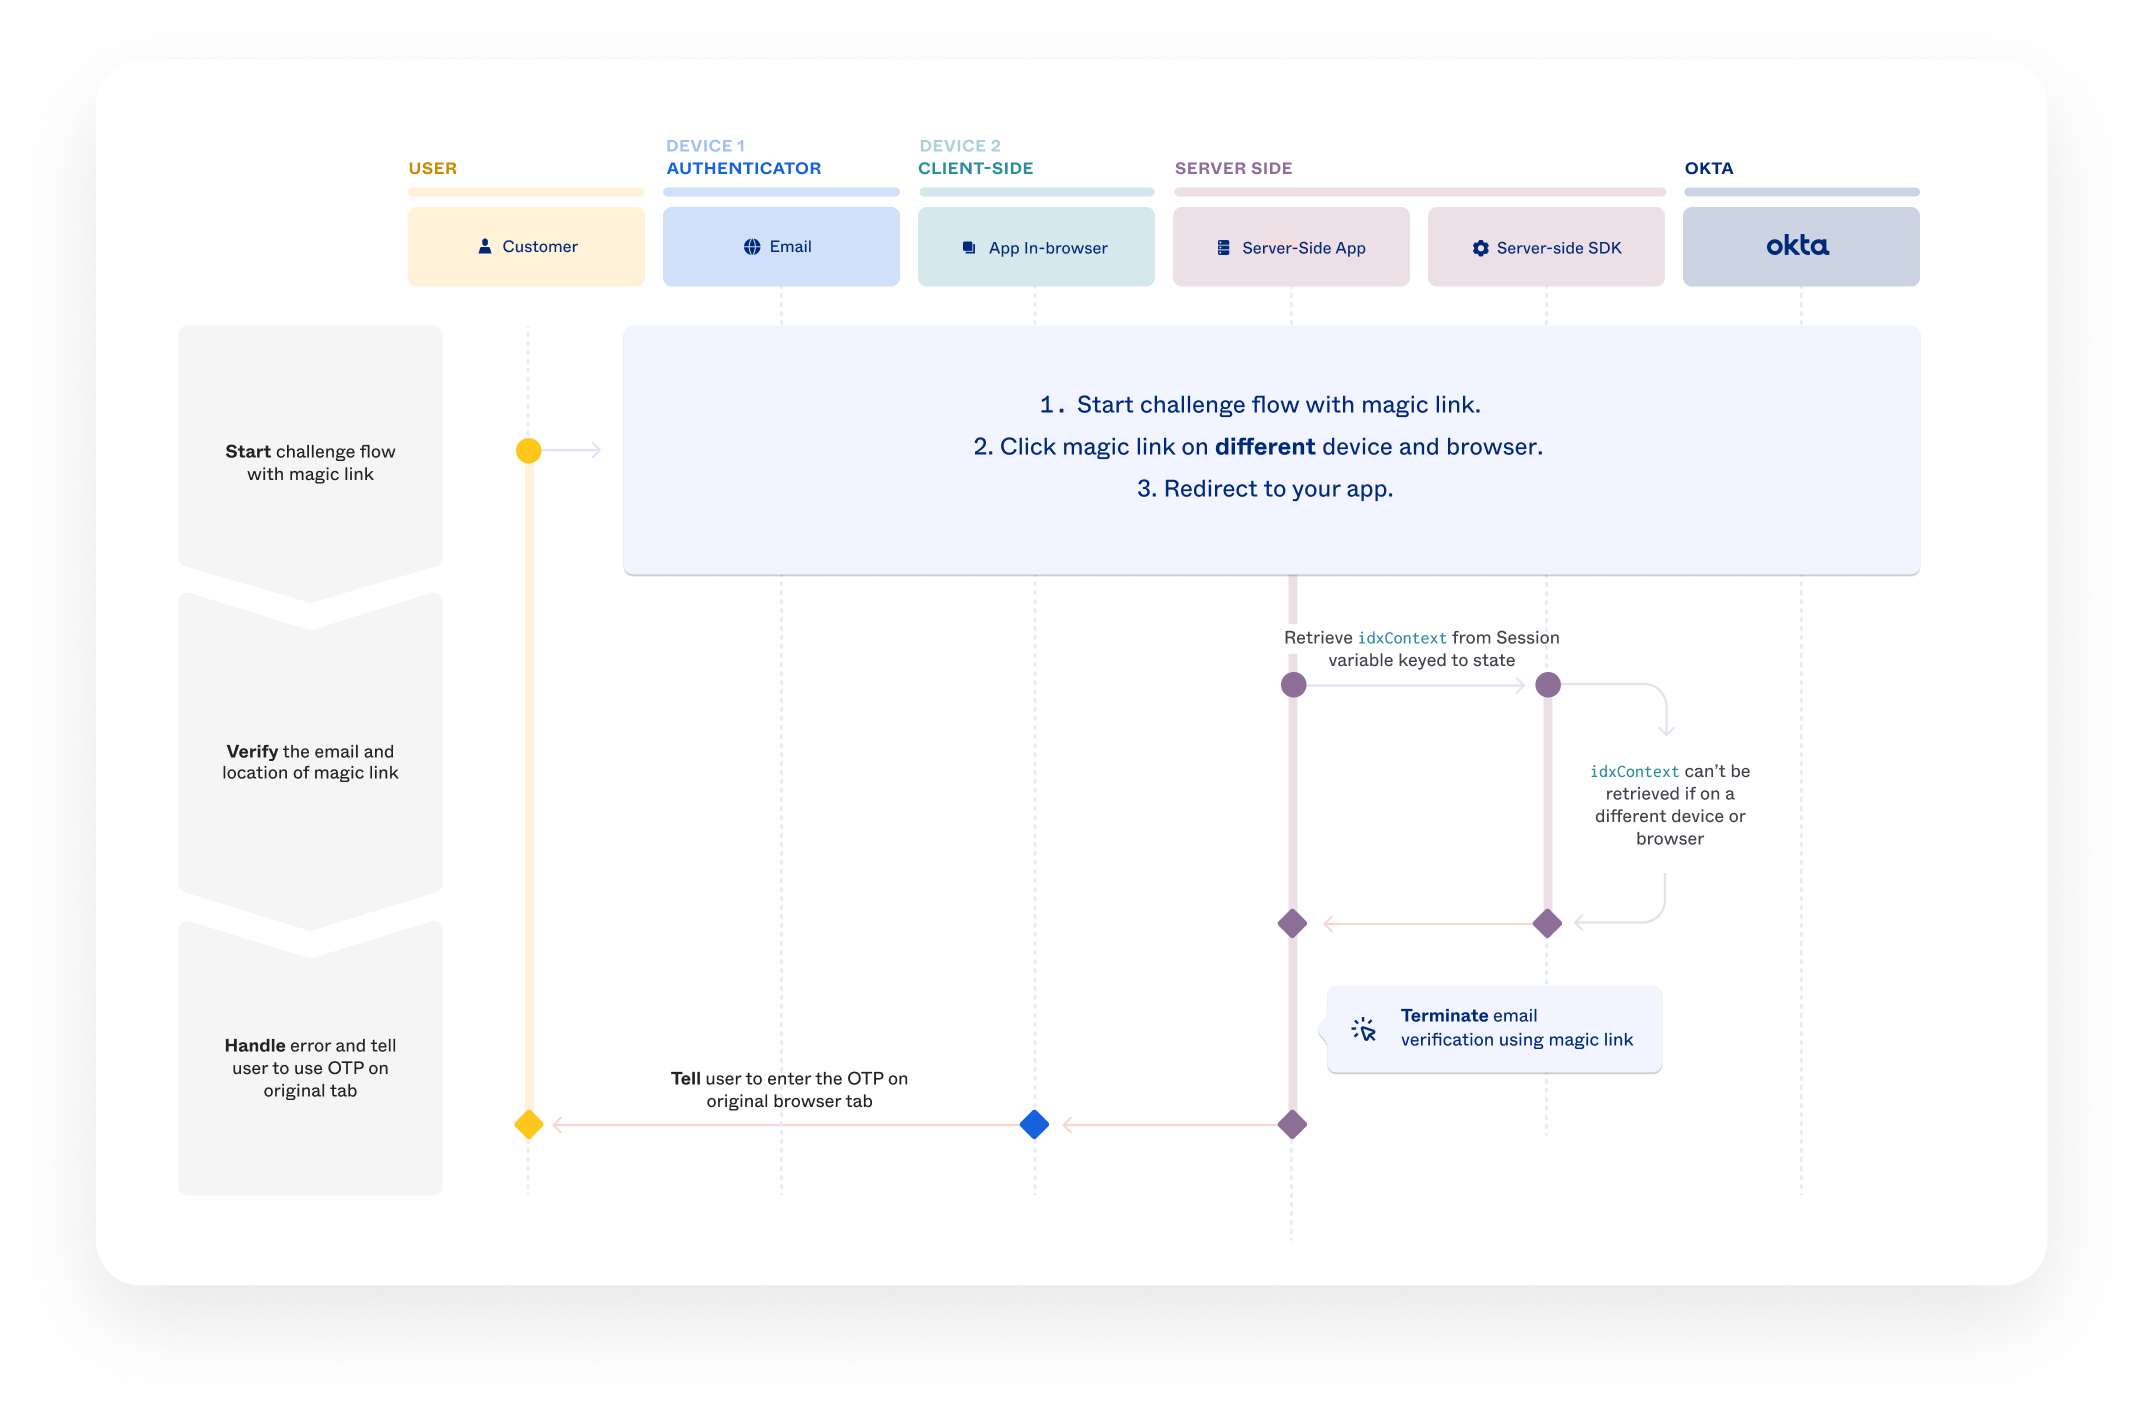 USER
DEVICE 1
AUTHENTICATOR
DEVICE 2
CLIENT-SIDE
SERVER SIDE
OKTA
Customer
Email
App In-browser
Server-Side App
Server-side SDK
okta
Start challenge flow
with magic link
1. Start challenge flow with magic link.
2. Click magic link on different device and browser.
3. Redirect to your app.
Verify the email and
location of magic link
Retrieve idxContext from Session
variable keyed to state
idxContext can't be
retrieved if on a
different device or
browser
Handle error and tell
user to use OTP on
original tab
Terminate email
verification using magic link
Tell user to enter the OTP on
original browser tab